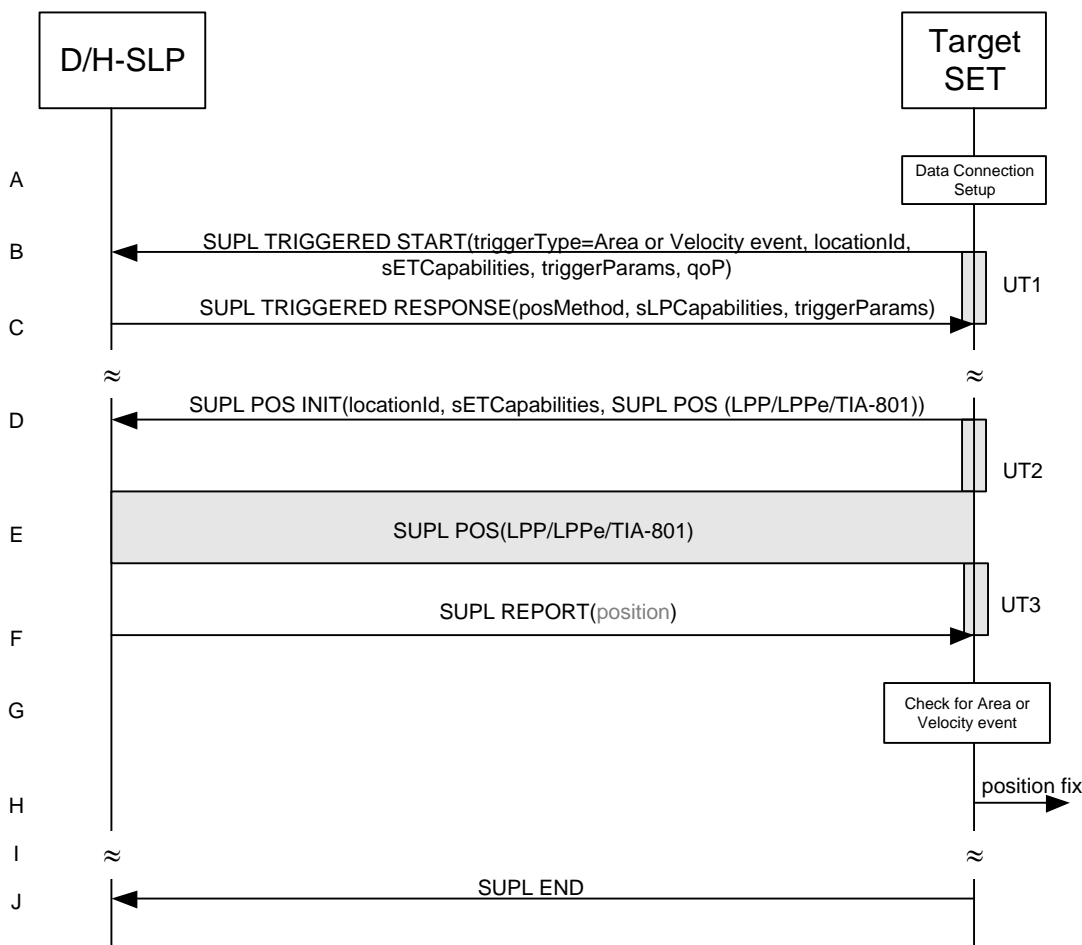 D/H-SLP
Target
SET
A
Data Connection
Setup
B
SUPL TRIGGERED START(triggerType=Area or Velocity event, locationId,
sETCapabilities, triggerParams, qoP)
UT1
C
SUPL TRIGGERED RESPONSE(posMethod, sLPCapabilities, triggerParams)
≈
≈
D
SUPL POS INIT(locationId, sETCapabilities, SUPL POS (LPP/LPPe/TIA-801))
UT2
E
SUPL POS(LPP/LPPe/TIA-801)
UT3
F
SUPL REPORT(position)
G
Check for Area or
Velocity event
H
position fix
I
≈
≈
J
SUPL END